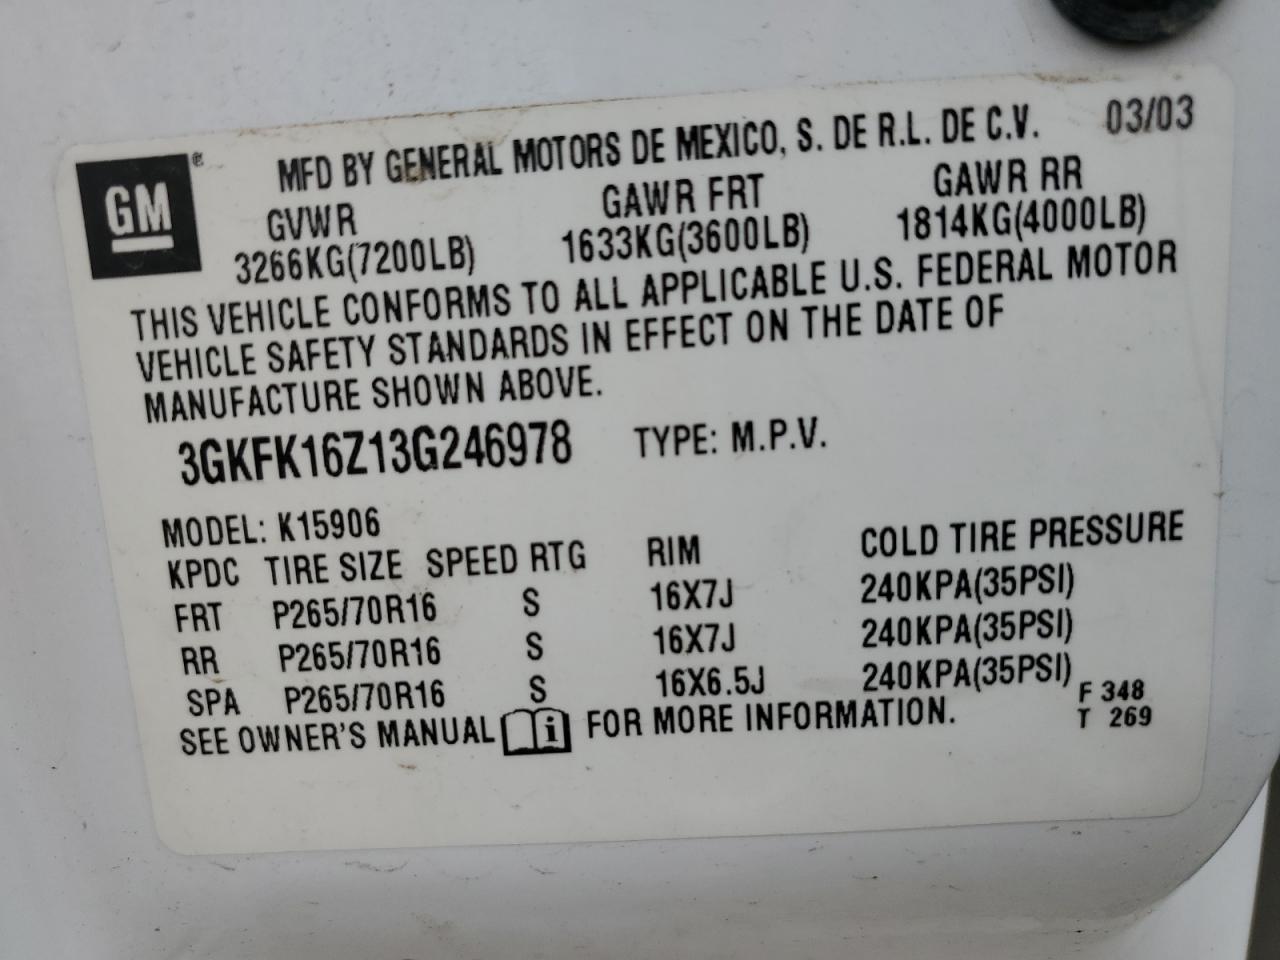 GM ® MFD BY GENERAL MOTORS DE MEXICO, S. DE R.L. DE C.V. 03/03
GVWR GAWR FRT GAWR RR
3266KG(7200LB) 1633KG(3600LB) 1814KG(4000LB)
THIS VEHICLE CONFORMS TO ALL APPLICABLE U.S. FEDERAL MOTOR
VEHICLE SAFETY STANDARDS IN EFFECT ON THE DATE OF
MANUFACTURE SHOWN ABOVE.
3GKFK16Z13G246978 TYPE: M.P.V.
MODEL: K15906
KPDC TIRE SIZE SPEED RTG RIM COLD TIRE PRESSURE
FRT P265/70R16 S 16X7J 240KPA(35PSI)
RR P265/70R16 S 16X7J 240KPA(35PSI)
SPA P265/70R16 S 16X6.5J 240KPA(35PSI)
SEE OWNER'S MANUAL i FOR MORE INFORMATION.
F 348
T 269